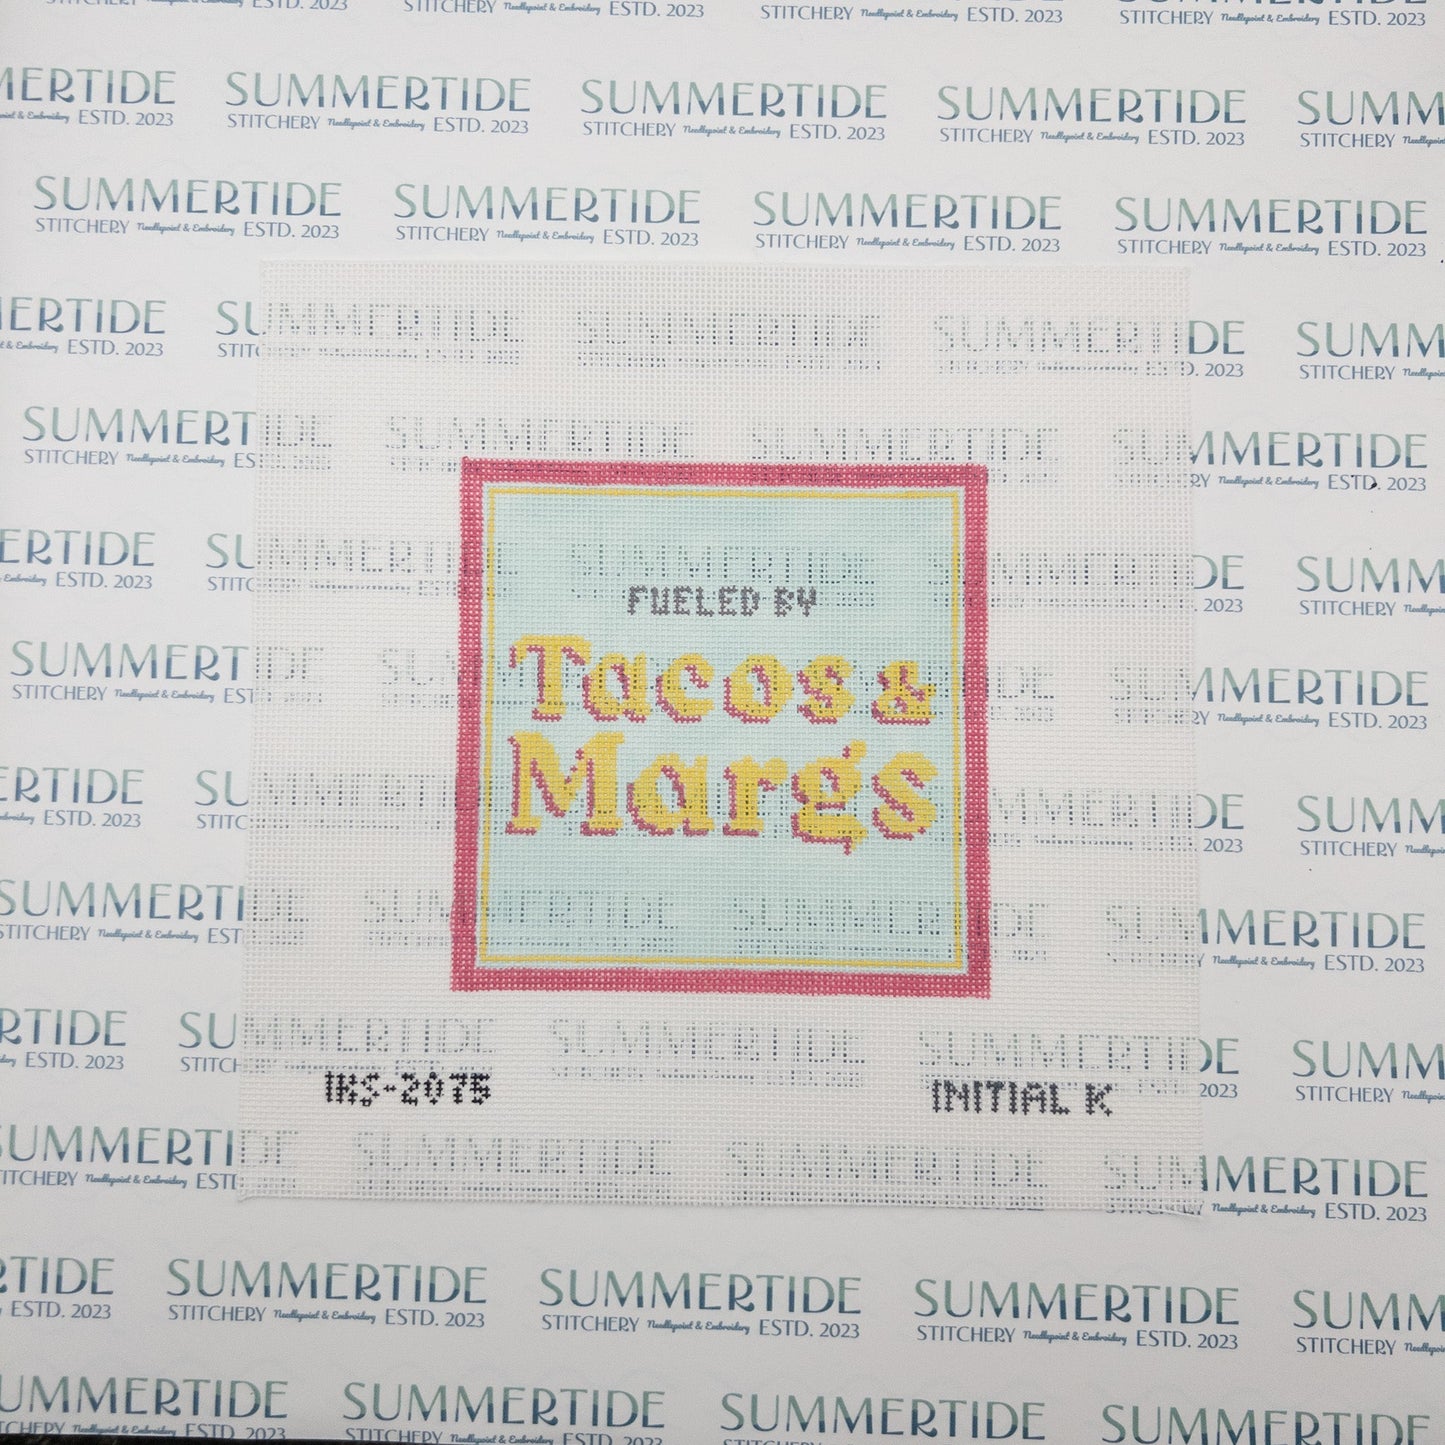 SUMMERTIDE
STITCHERY Needlepoint & Embroidery ESTD. 2023
FUELED BY
Tacos &
Margs
IKS-2075
INITIAL K